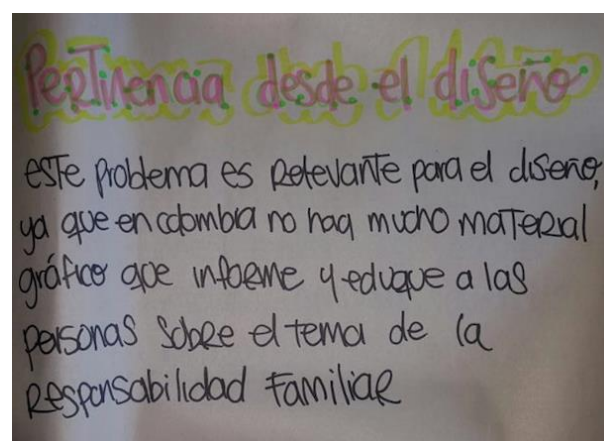 Pertinencia desde el diseño
este problema es relevante para el diseño,
ya que en colombia no hay mucho material
gráfico que informe y eduque a las
personas sobre el tema de la
responsabilidad familiar